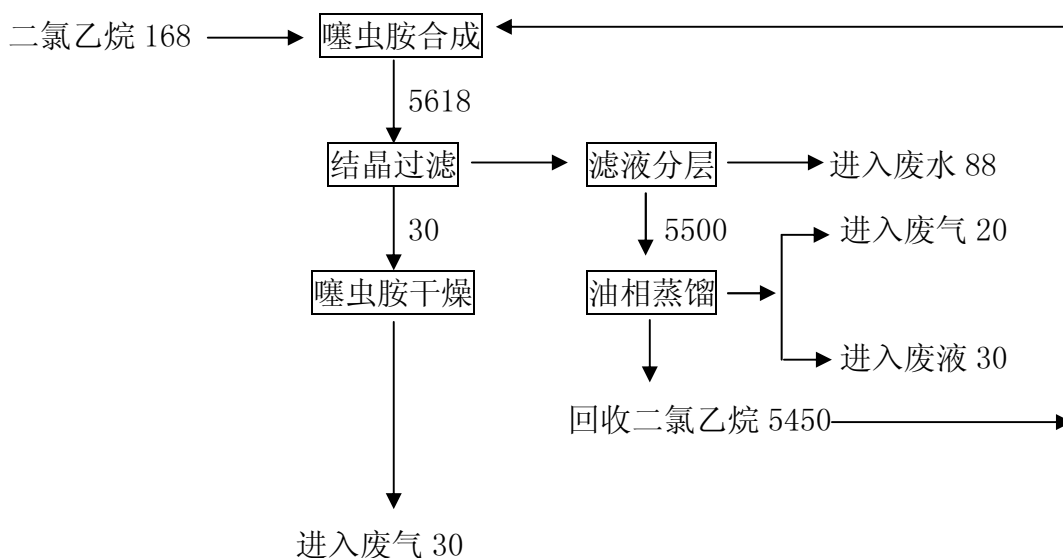 二氯乙烷 168
噻虫胺合成
5618
结晶过滤
滤液分层
进入废水 88
30
5500
进入废气 20
噻虫胺干燥
油相蒸馏
进入废液 30
回收二氯乙烷 5450
进入废气 30